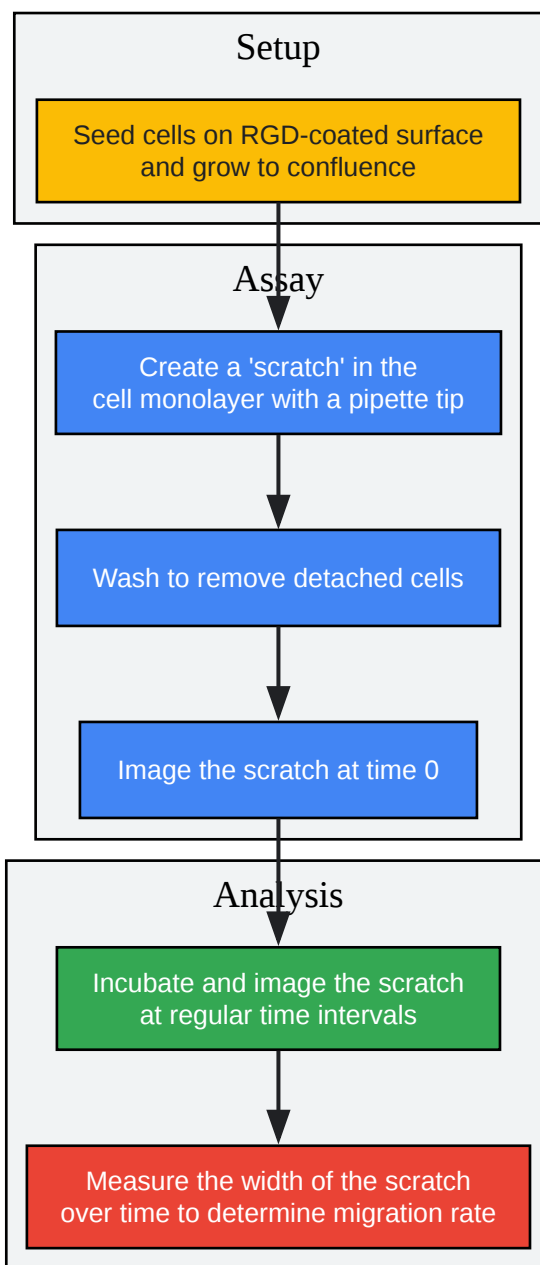 Setup
Seed cells on RGD-coated surface
and grow to confluence
Assay
Create a 'scratch' in the
cell monolayer with a pipette tip
Wash to remove detached cells
Image the scratch at time 0
Analysis
Incubate and image the scratch
at regular time intervals
Measure the width of the scratch
over time to determine migration rate